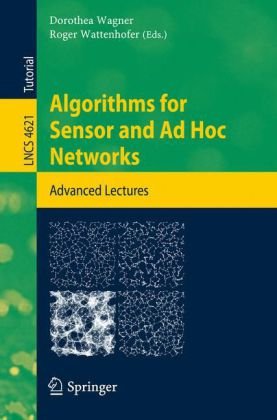 Dorothea Wagner
Roger Wattenhofer (Eds.)
LNCS 4621
Tutorial
Algorithms for
Sensor and Ad Hoc
Networks
Advanced Lectures
Springer